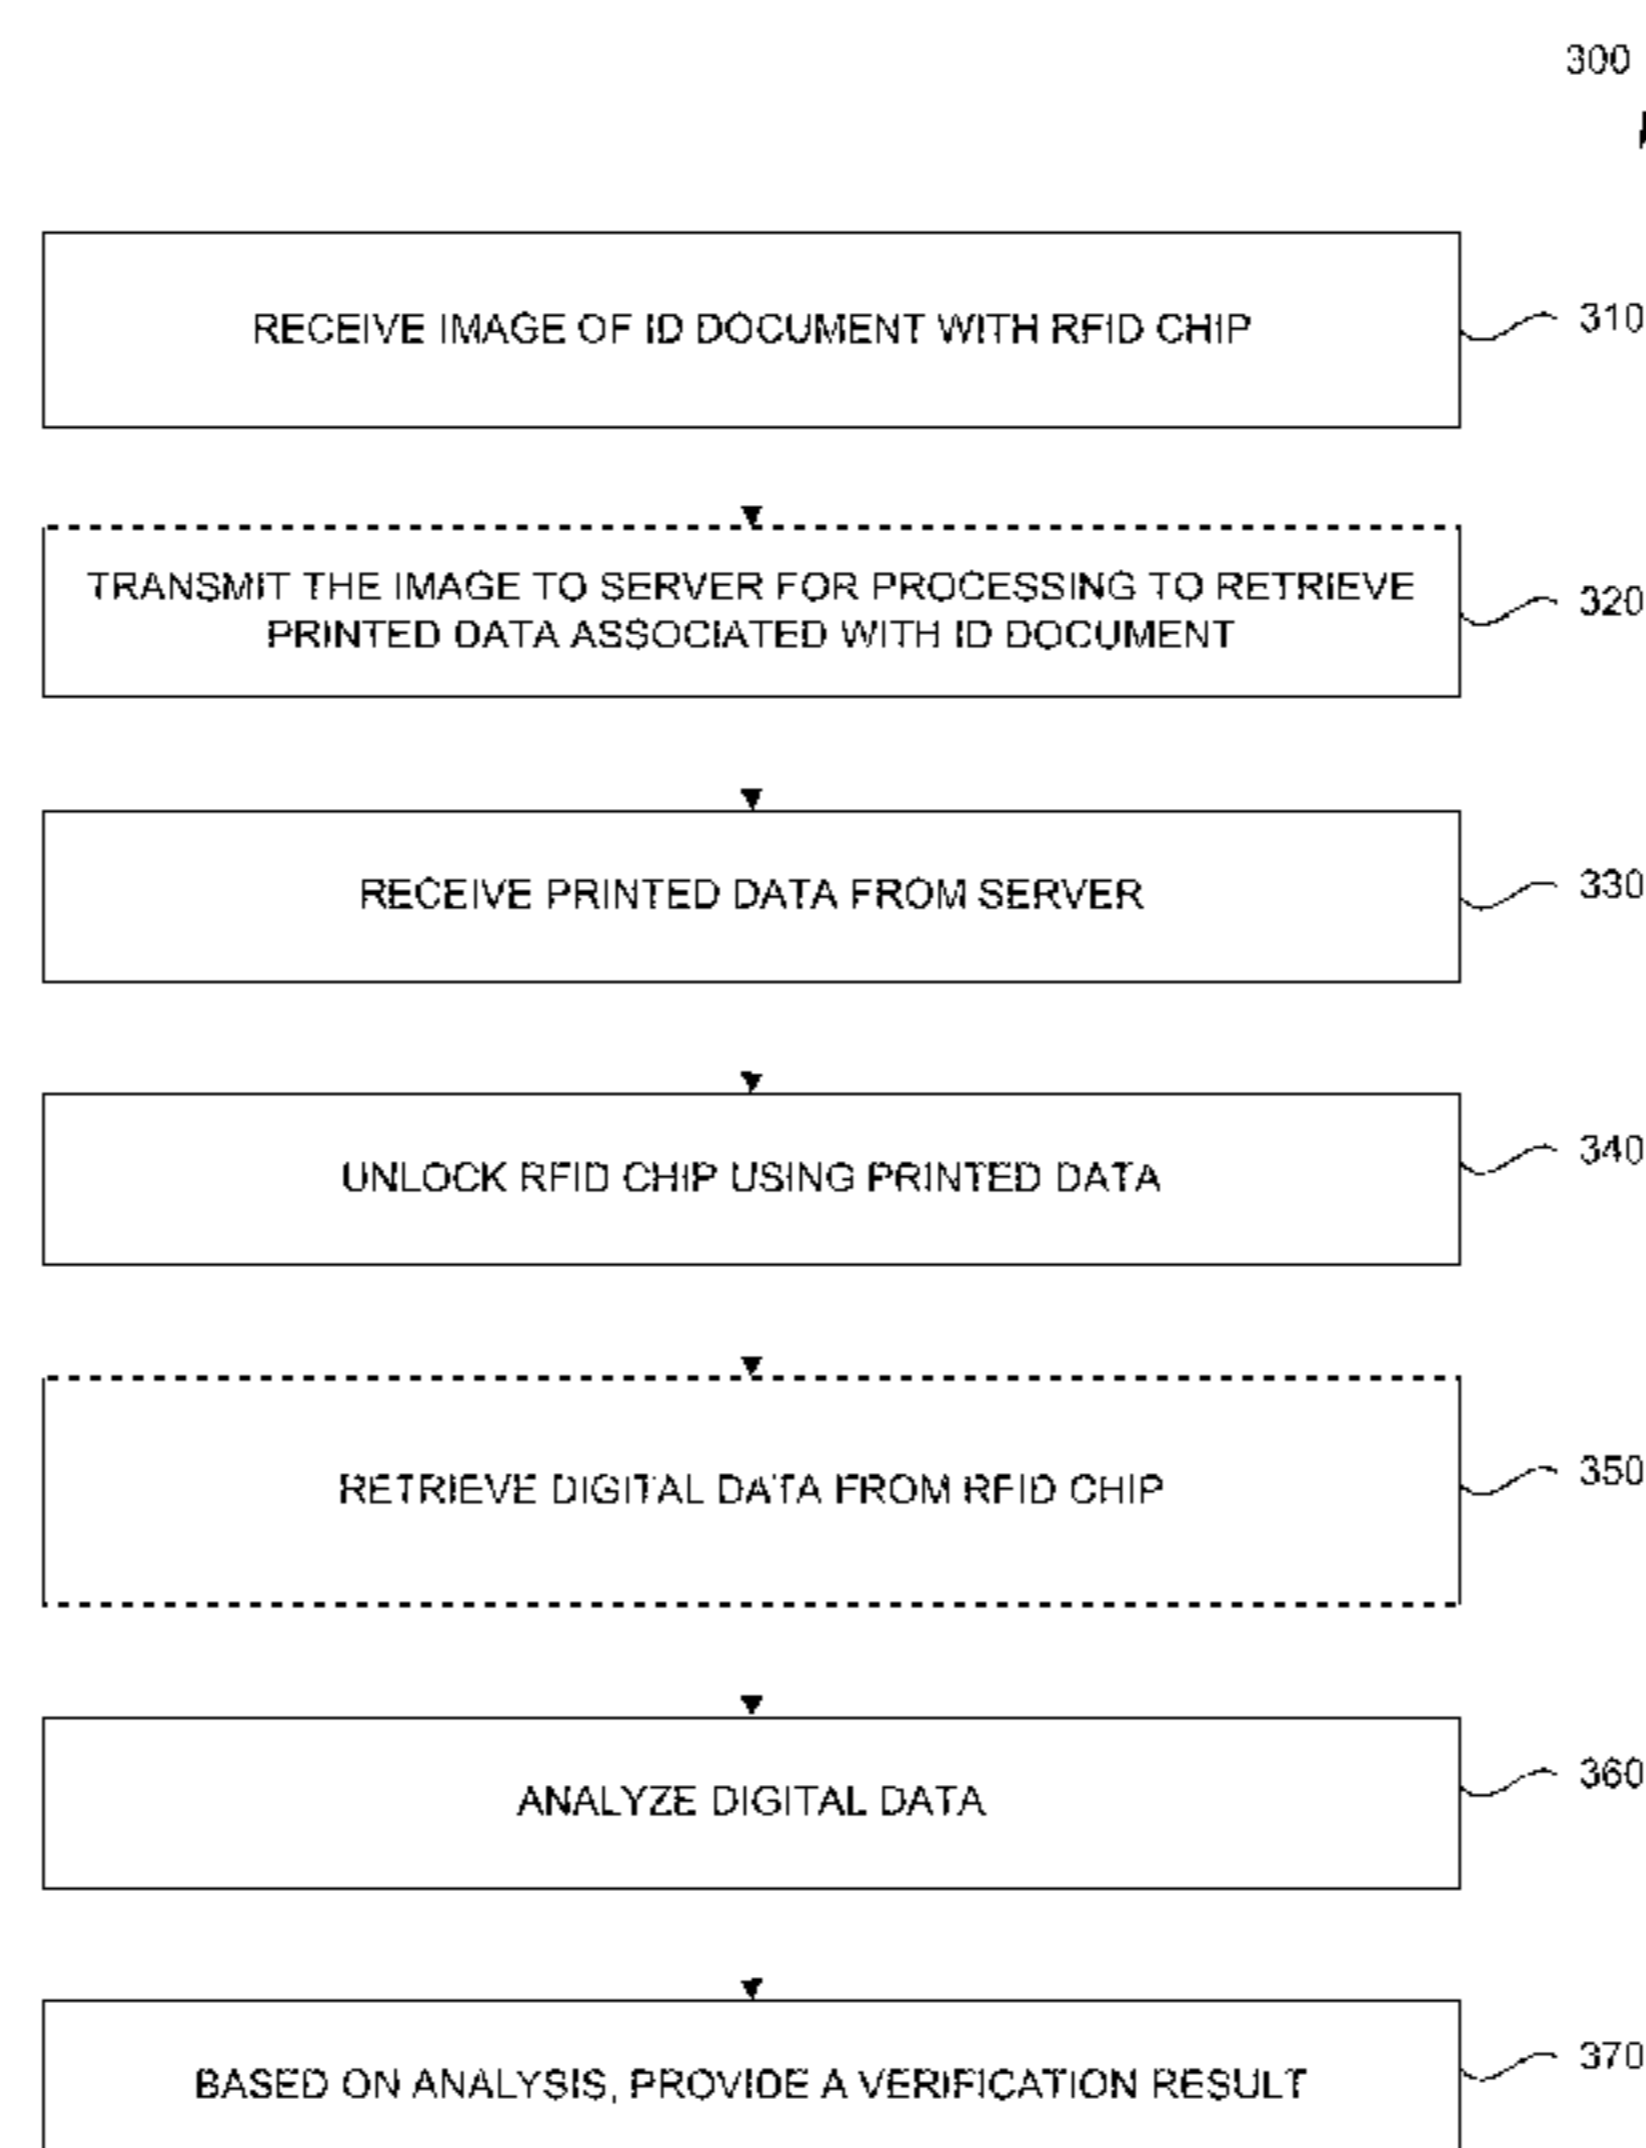 300
RECEIVE IMAGE OF ID DOCUMENT WITH RFID CHIP
310
TRANSMIT THE IMAGE TO SERVER FOR PROCESSING TO RETRIEVE
PRINTED DATA ASSOCIATED WITH ID DOCUMENT
320
RECEIVE PRINTED DATA FROM SERVER
330
UNLOCK RFID CHIP USING PRINTED DATA
340
RETRIEVE DIGITAL DATA FROM RFID CHIP
350
ANALYZE DIGITAL DATA
360
BASED ON ANALYSIS, PROVIDE A VERIFICATION RESULT
370